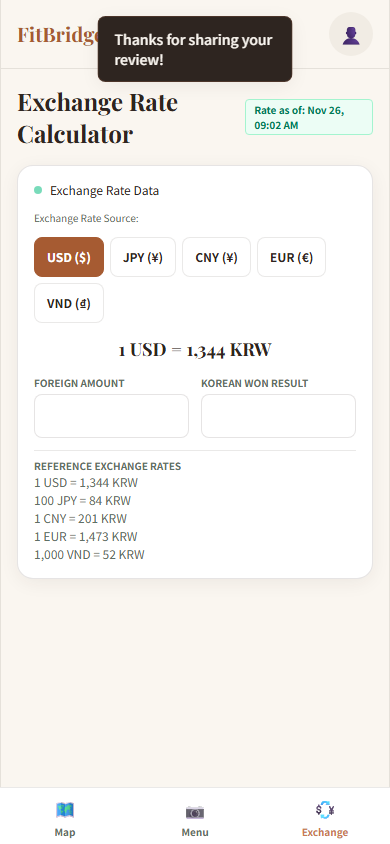 FitBridge
Thanks for sharing your
review!
Exchange Rate
Calculator
Rate as of: Nov 26,
09:02 AM
Exchange Rate Data
Exchange Rate Source:
USD ($)
JPY (¥)
CNY (¥)
EUR (€)
VND (₫)
1 USD = 1,344 KRW
FOREIGN AMOUNT
KOREAN WON RESULT
REFERENCE EXCHANGE RATES
1 USD = 1,344 KRW
100 JPY = 84 KRW
1 CNY = 201 KRW
1 EUR = 1,473 KRW
1,000 VND = 52 KRW
Map
Menu
Exchange